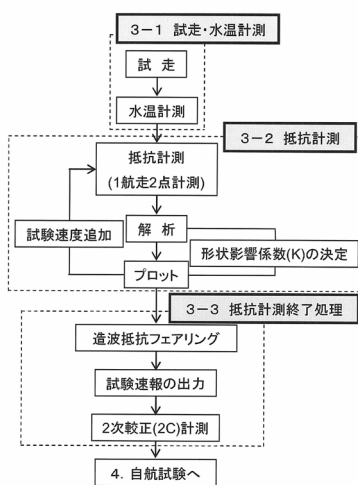 3－1 試走・水温計測
試　走
水温計測
3－2 抵抗計測
抵抗計測
(1航走2点計測)
試験速度追加
解　析
形状影響係数(K)の決定
プロット
3－3 抵抗計測終了処理
造波抵抗フェアリング
試験速報の出力
2次較正(2C)計測
4．自航試験へ